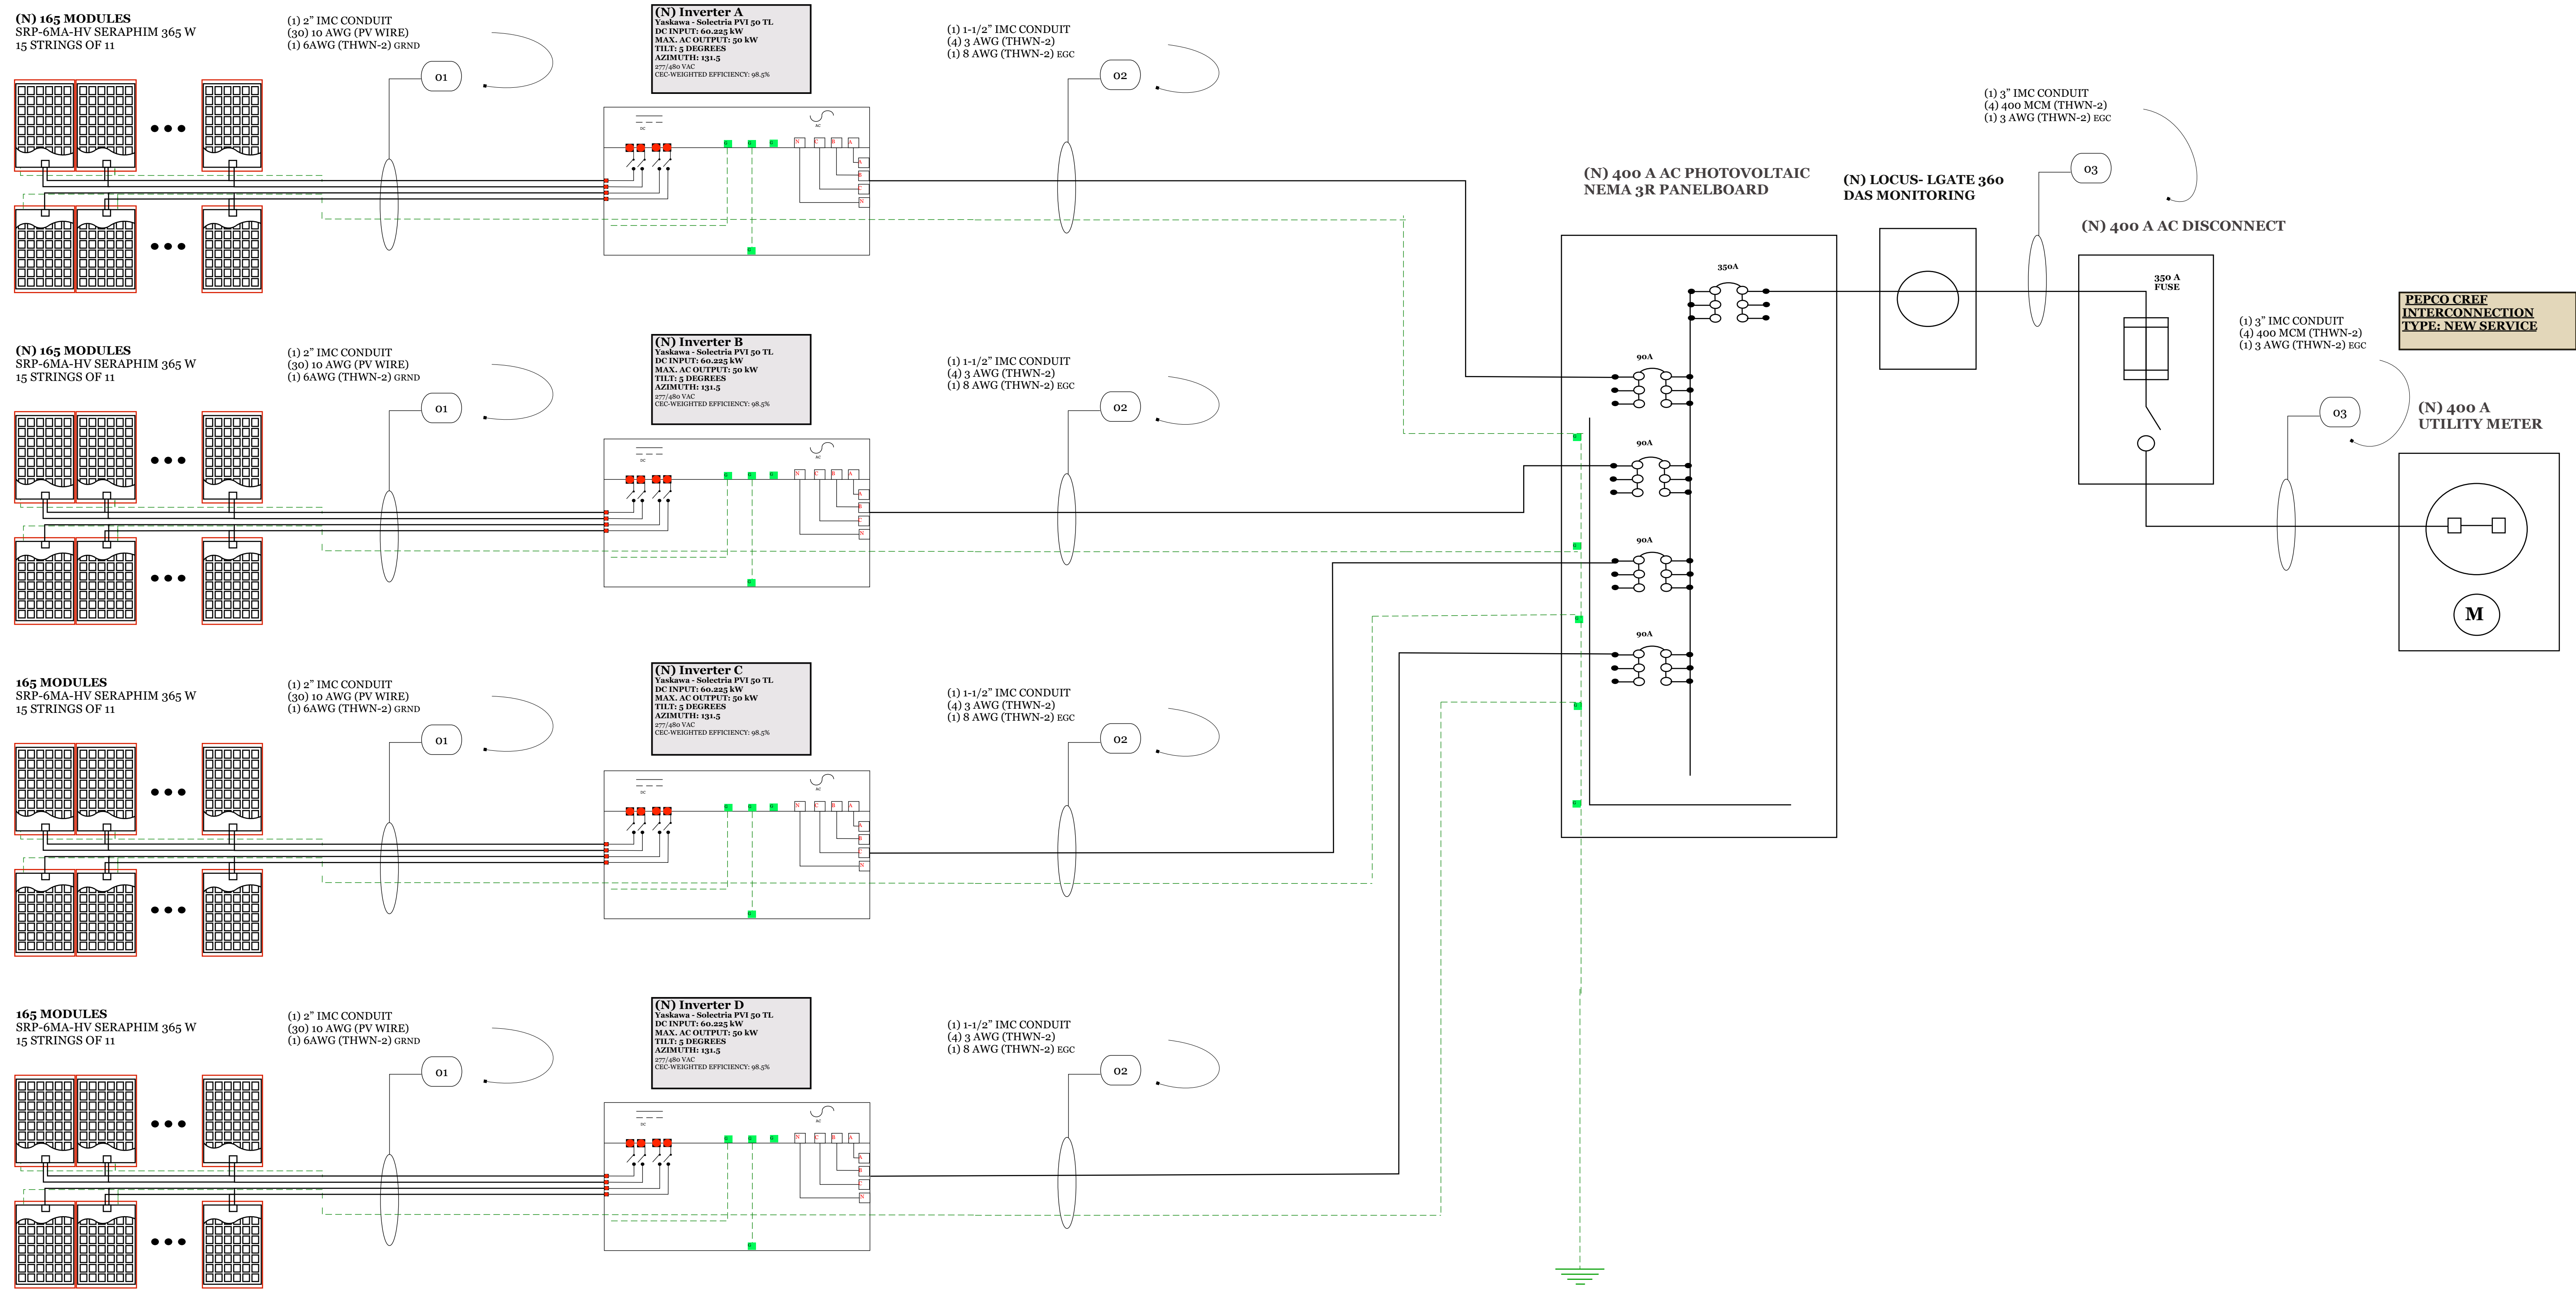 (N) 165 MODULES
SRP-6MA-HV SERAPHIM 365 W
15 STRINGS OF 11
(1) 2” IMC CONDUIT
(30) 10 AWG (PV WIRE)
(1) 6AWG (THWN-2) GRND
01
(N) Inverter A
Yaskawa - Solectria PVI 50 TL
DC INPUT: 60.225 kW
MAX. AC OUTPUT: 50 kW
TILT: 5 DEGREES
AZIMUTH: 131.5
277/480 VAC
CEC-WEIGHTED EFFICIENCY: 98.5%
DC
AC
G
G
G
N
C
B
A
A
B
C
N
G
(1) 1-1/2” IMC CONDUIT
(4) 3 AWG (THWN-2)
(1) 8 AWG (THWN-2) EGC
02
(N) 165 MODULES
SRP-6MA-HV SERAPHIM 365 W
15 STRINGS OF 11
(1) 2” IMC CONDUIT
(30) 10 AWG (PV WIRE)
(1) 6AWG (THWN-2) GRND
01
(N) Inverter B
Yaskawa - Solectria PVI 50 TL
DC INPUT: 60.225 kW
MAX. AC OUTPUT: 50 kW
TILT: 5 DEGREES
AZIMUTH: 131.5
277/480 VAC
CEC-WEIGHTED EFFICIENCY: 98.5%
DC
AC
G
G
G
N
C
B
A
A
B
C
N
G
(1) 1-1/2” IMC CONDUIT
(4) 3 AWG (THWN-2)
(1) 8 AWG (THWN-2) EGC
02
165 MODULES
SRP-6MA-HV SERAPHIM 365 W
15 STRINGS OF 11
(1) 2” IMC CONDUIT
(30) 10 AWG (PV WIRE)
(1) 6AWG (THWN-2) GRND
01
(N) Inverter C
Yaskawa - Solectria PVI 50 TL
DC INPUT: 60.225 kW
MAX. AC OUTPUT: 50 kW
TILT: 5 DEGREES
AZIMUTH: 131.5
277/480 VAC
CEC-WEIGHTED EFFICIENCY: 98.5%
DC
AC
G
G
G
N
C
B
A
A
B
C
N
G
(1) 1-1/2” IMC CONDUIT
(4) 3 AWG (THWN-2)
(1) 8 AWG (THWN-2) EGC
02
165 MODULES
SRP-6MA-HV SERAPHIM 365 W
15 STRINGS OF 11
(1) 2” IMC CONDUIT
(30) 10 AWG (PV WIRE)
(1) 6AWG (THWN-2) GRND
01
(N) Inverter D
Yaskawa - Solectria PVI 50 TL
DC INPUT: 60.225 kW
MAX. AC OUTPUT: 50 kW
TILT: 5 DEGREES
AZIMUTH: 131.5
277/480 VAC
CEC-WEIGHTED EFFICIENCY: 98.5%
DC
AC
G
G
G
N
C
B
A
A
B
C
N
G
(1) 1-1/2” IMC CONDUIT
(4) 3 AWG (THWN-2)
(1) 8 AWG (THWN-2) EGC
02
(N) 400 A AC PHOTOVOLTAIC
NEMA 3R PANELBOARD
350A
90A
90A
90A
90A
G
G
G
G
G
(N) LOCUS- LGATE 360
DAS MONITORING
(1) 3” IMC CONDUIT
(4) 400 MCM (THWN-2)
(1) 3 AWG (THWN-2) EGC
03
(N) 400 A AC DISCONNECT
350 A
FUSE
(1) 3” IMC CONDUIT
(4) 400 MCM (THWN-2)
(1) 3 AWG (THWN-2) EGC
03
PEPCO CREF
INTERCONNECTION
TYPE: NEW SERVICE
(N) 400 A
UTILITY METER
M